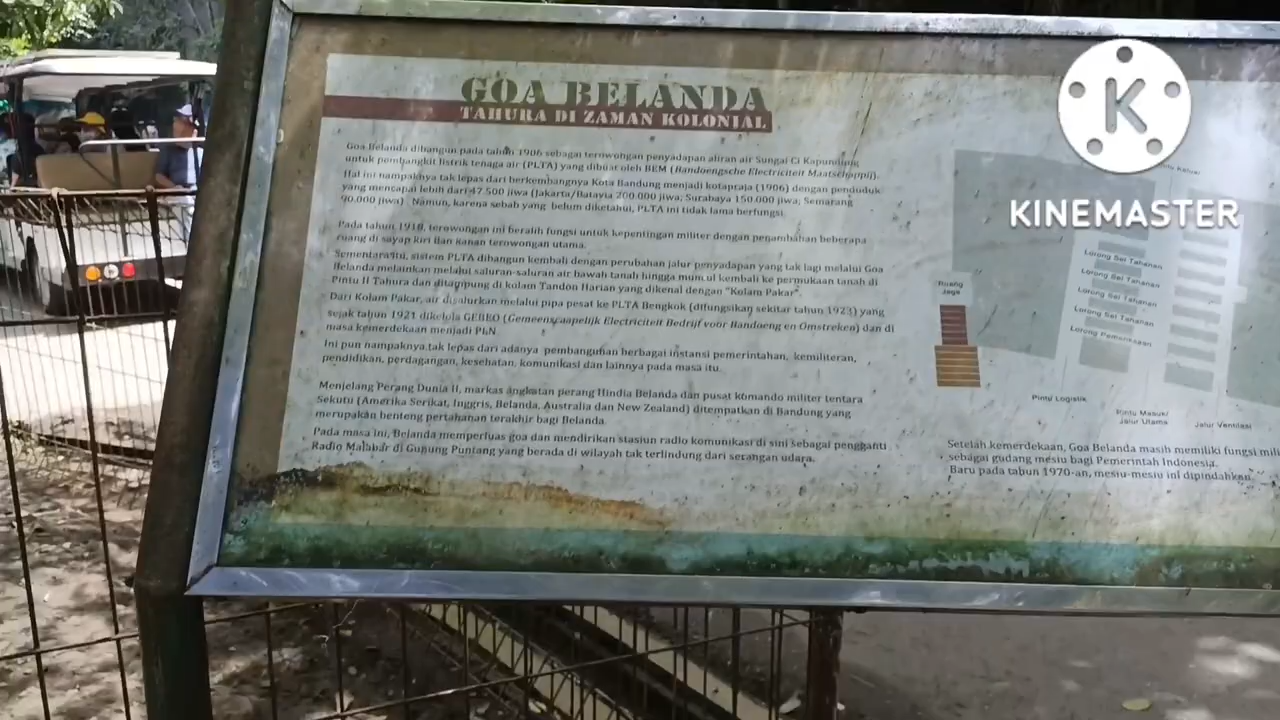 GOA BELANDA
TAHURA DI ZAMAN KOLONIAL
Goa Belanda dibangun pada tahun 1906 sebagai terowongan penyadapan aliran air Sungai Ci Kapundung
untuk pembangkit listrik tenaga air (PLTA) yang dibuat oleh BEM (Bandoengsche Electriciteit Maatschappij).
Hal ini nampaknya tak lepas dari berkembangnya Kota Bandung menjadi kotapraja (1906) dengan penduduk
yang mencapai lebih dari 47.500 jiwa (Jakarta/Batavia 200.000 jiwa; Surabaya 150.000 jiwa; Semarang
90.000 jiwa). Namun, karena sebab yang belum diketahui, PLTA ini tidak lama berfungsi.
Pada tahun 1918, terowongan ini beralih fungsi untuk kepentingan militer dengan penambahan beberapa
ruang di sayap kiri dan kanan terowongan utama.
Sementara itu, sistem PLTA dibangun kembali dengan perubahan jalur penyadapan yang tak lagi melalui Goa
Belanda melainkan melalui saluran-saluran air bawah tanah hingga muncul kembali ke permukaan tanah di
Pintu II Tahura dan ditampung di kolam Tandon Harian yang dikenal dengan "Kolam Pakar".
Dari Kolam Pakar, air disalurkan melalui pipa pesat ke PLTA Bengkok (difungsikan sekitar tahun 1923) yang
sejak tahun 1921 dikelola GEBEO (Gemeenscaapelijk Electriciteit Bedrijf voor Bandoeng en Omstreken) dan di
masa kemerdekaan menjadi PLN.
Ini pun nampaknya tak lepas dari adanya pembangunan berbagai instansi pemerintahan, kemiliteran,
pendidikan, perdagangan, kesehatan, komunikasi dan lainnya pada masa itu.
Menjelang Perang Dunia II, markas angkatan perang Hindia Belanda dan pusat komando militer tentara
Sekutu (Amerika Serikat, Inggris, Belanda, Australia dan New Zealand) ditempatkan di Bandung yang
merupakan benteng pertahanan terakhir bagi Belanda.
Pada masa ini, Belanda memperluas goa dan mendirikan stasiun radio komunikasi di sini sebagai pengganti
Radio Malabar di Gunung Puntang yang berada di wilayah tak terlindung dari serangan udara.
K
KINEMASTER
Keluar
Lorong Sel Tahanan
Lorong Sel Tahanan
Lorong Sel Tahanan
Lorong Sel Tahanan
Lorong Pemeriksaan
Ruang
Jaga
Pintu Logistik
Pintu Masuk/
Jalur Utama
Jalur Ventilasi
Setelah kemerdekaan, Goa Belanda masih memiliki fungsi mili
sebagai gudang mesiu bagi Pemerintah Indonesia.
Baru pada tahun 1970-an, mesiu-mesiu ini dipindahkan.